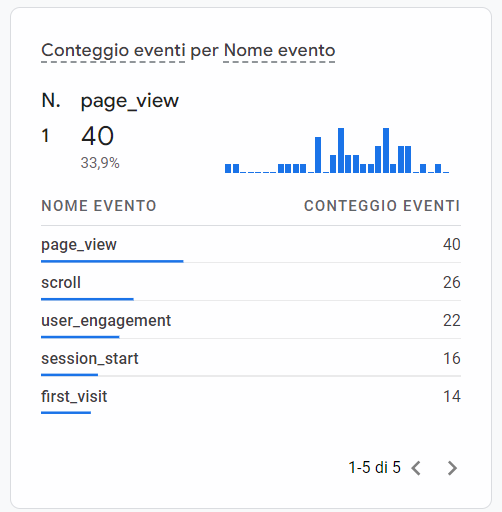 Conteggio eventi per Nome evento
N. page_view
1 40
33,9%
NOME EVENTO CONTEGGIO EVENTI
page_view 40
scroll 26
user_engagement 22
session_start 16
first_visit 14
1-5 di 5